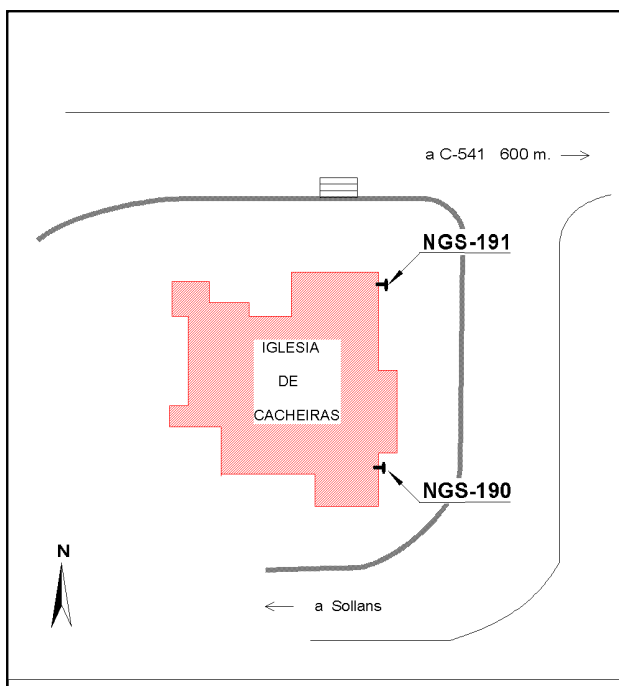 a C-541 600 m.
NGS-191
IGLESIA
DE
CACHEIRAS
NGS-190
N
a Sollans